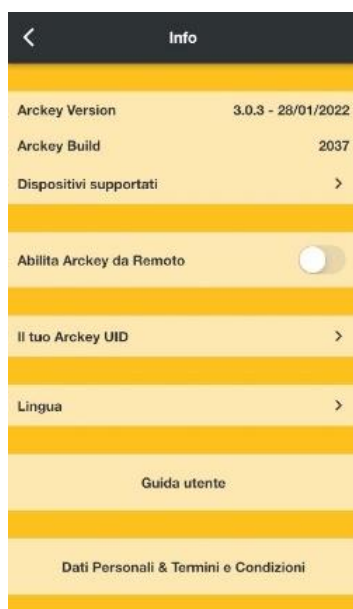 Info
Arckey Version 3.0.3 - 28/01/2022
Arckey Build 2037
Dispositivi supportati
Abilita Arckey da Remoto
Il tuo Arckey UID
Lingua
Guida utente
Dati Personali & Termini e Condizioni